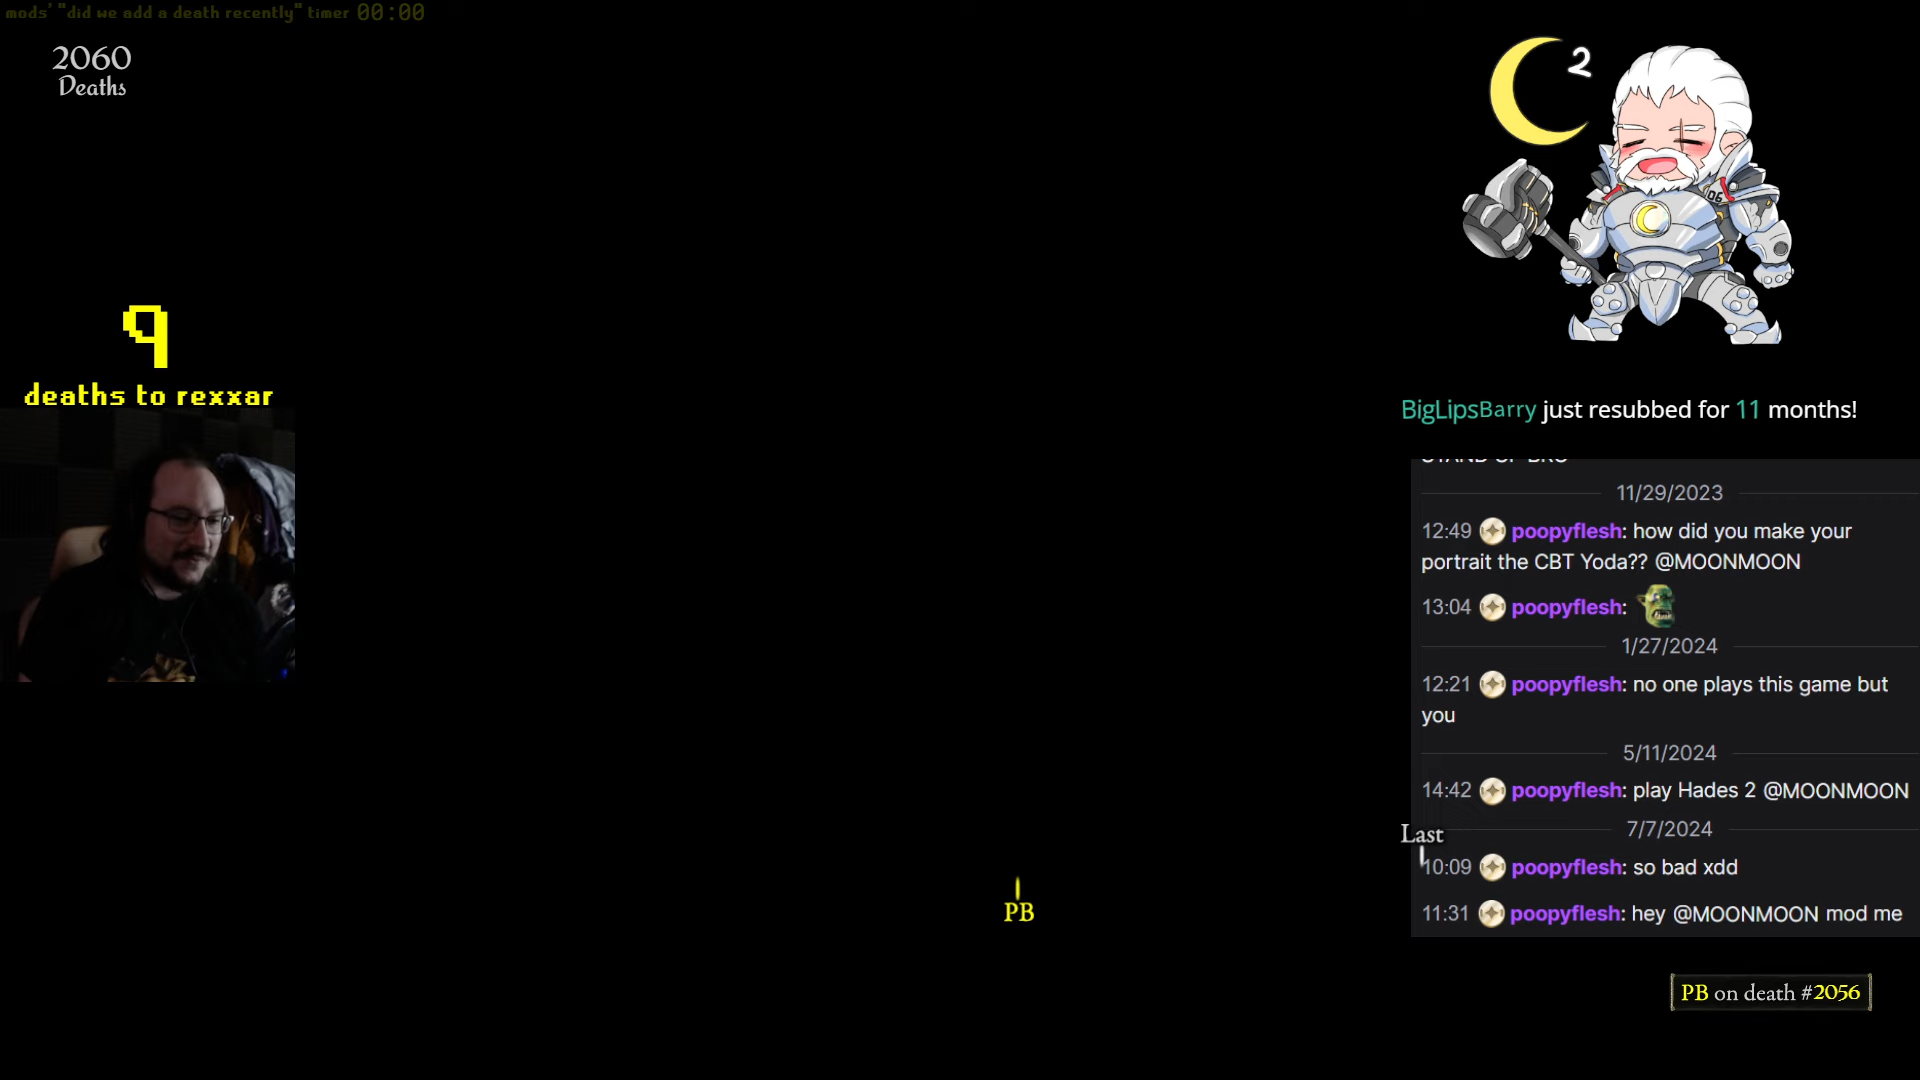 mods' "did we add a death recently" timer 00:00
2060
Deaths
2
06
9
deaths to rexxar
BigLipsBarry just resubbed for 11 months!
11/29/2023
12:49 poopyflesh: how did you make your
portrait the CBT Yoda?? @MOONMOON
13:04 poopyflesh:
1/27/2024
12:21 poopyflesh: no one plays this game but
you
5/11/2024
14:42 poopyflesh: play Hades 2 @MOONMOON
7/7/2024
Last
10:09 poopyflesh: so bad xdd
11:31 poopyflesh: hey @MOONMOON mod me
PB
PB on death #2056